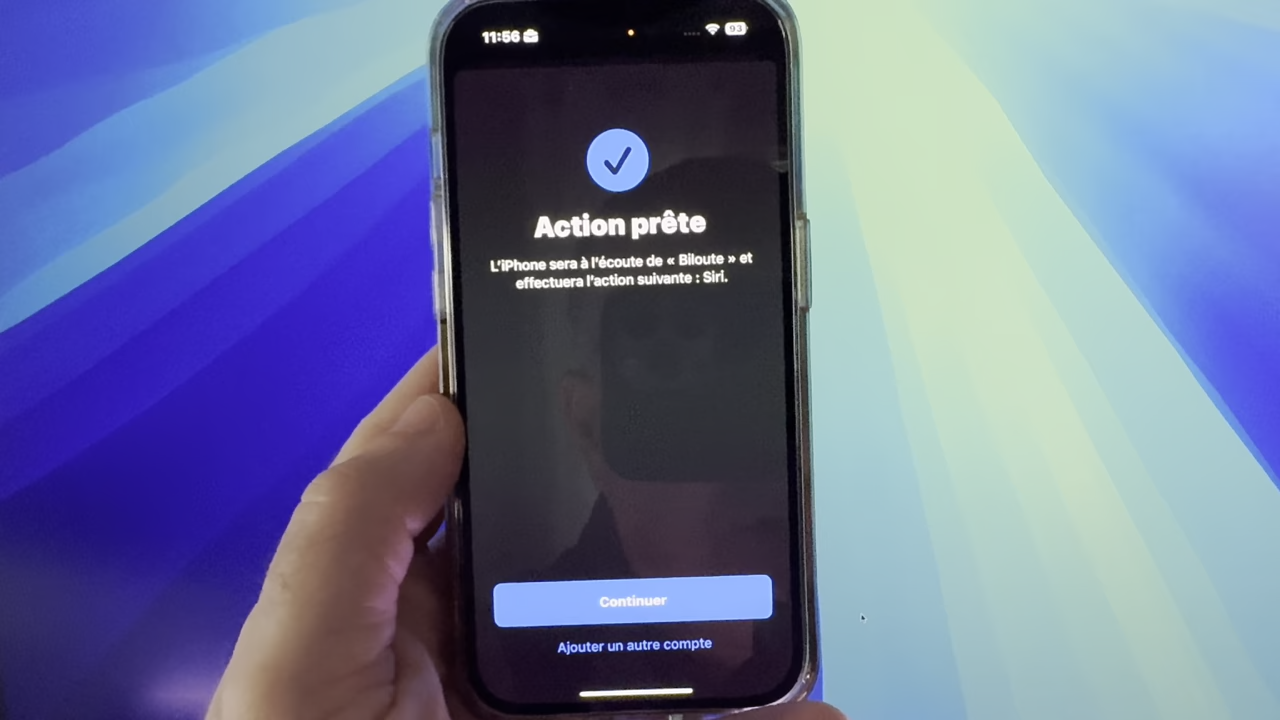 11:56
93
Action prête
L'iPhone sera à l'écoute de « Biloute » et
effectuera l'action suivante : Siri.
Continuer
Ajouter un autre compte